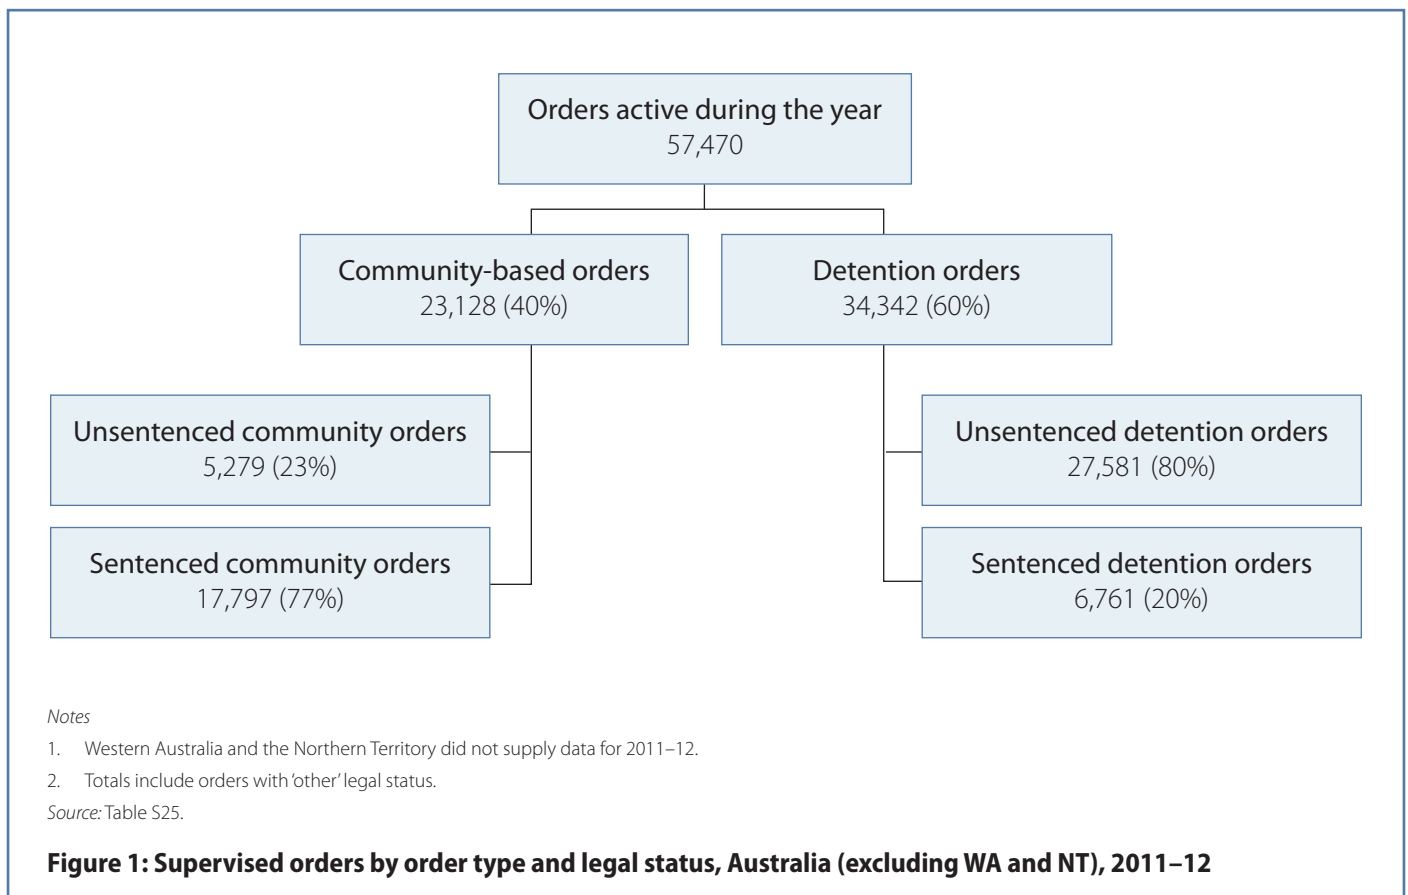 Orders active during the year
57,470
Community-based orders
23,128 (40%)
Detention orders
34,342 (60%)
Unsentenced community orders
5,279 (23%)
Unsentenced detention orders
27,581 (80%)
Sentenced community orders
17,797 (77%)
Sentenced detention orders
6,761 (20%)
Notes
1. Western Australia and the Northern Territory did not supply data for 2011–12.
2. Totals include orders with ‘other’ legal status.
Source: Table S25.
Figure 1: Supervised orders by order type and legal status, Australia (excluding WA and NT), 2011–12